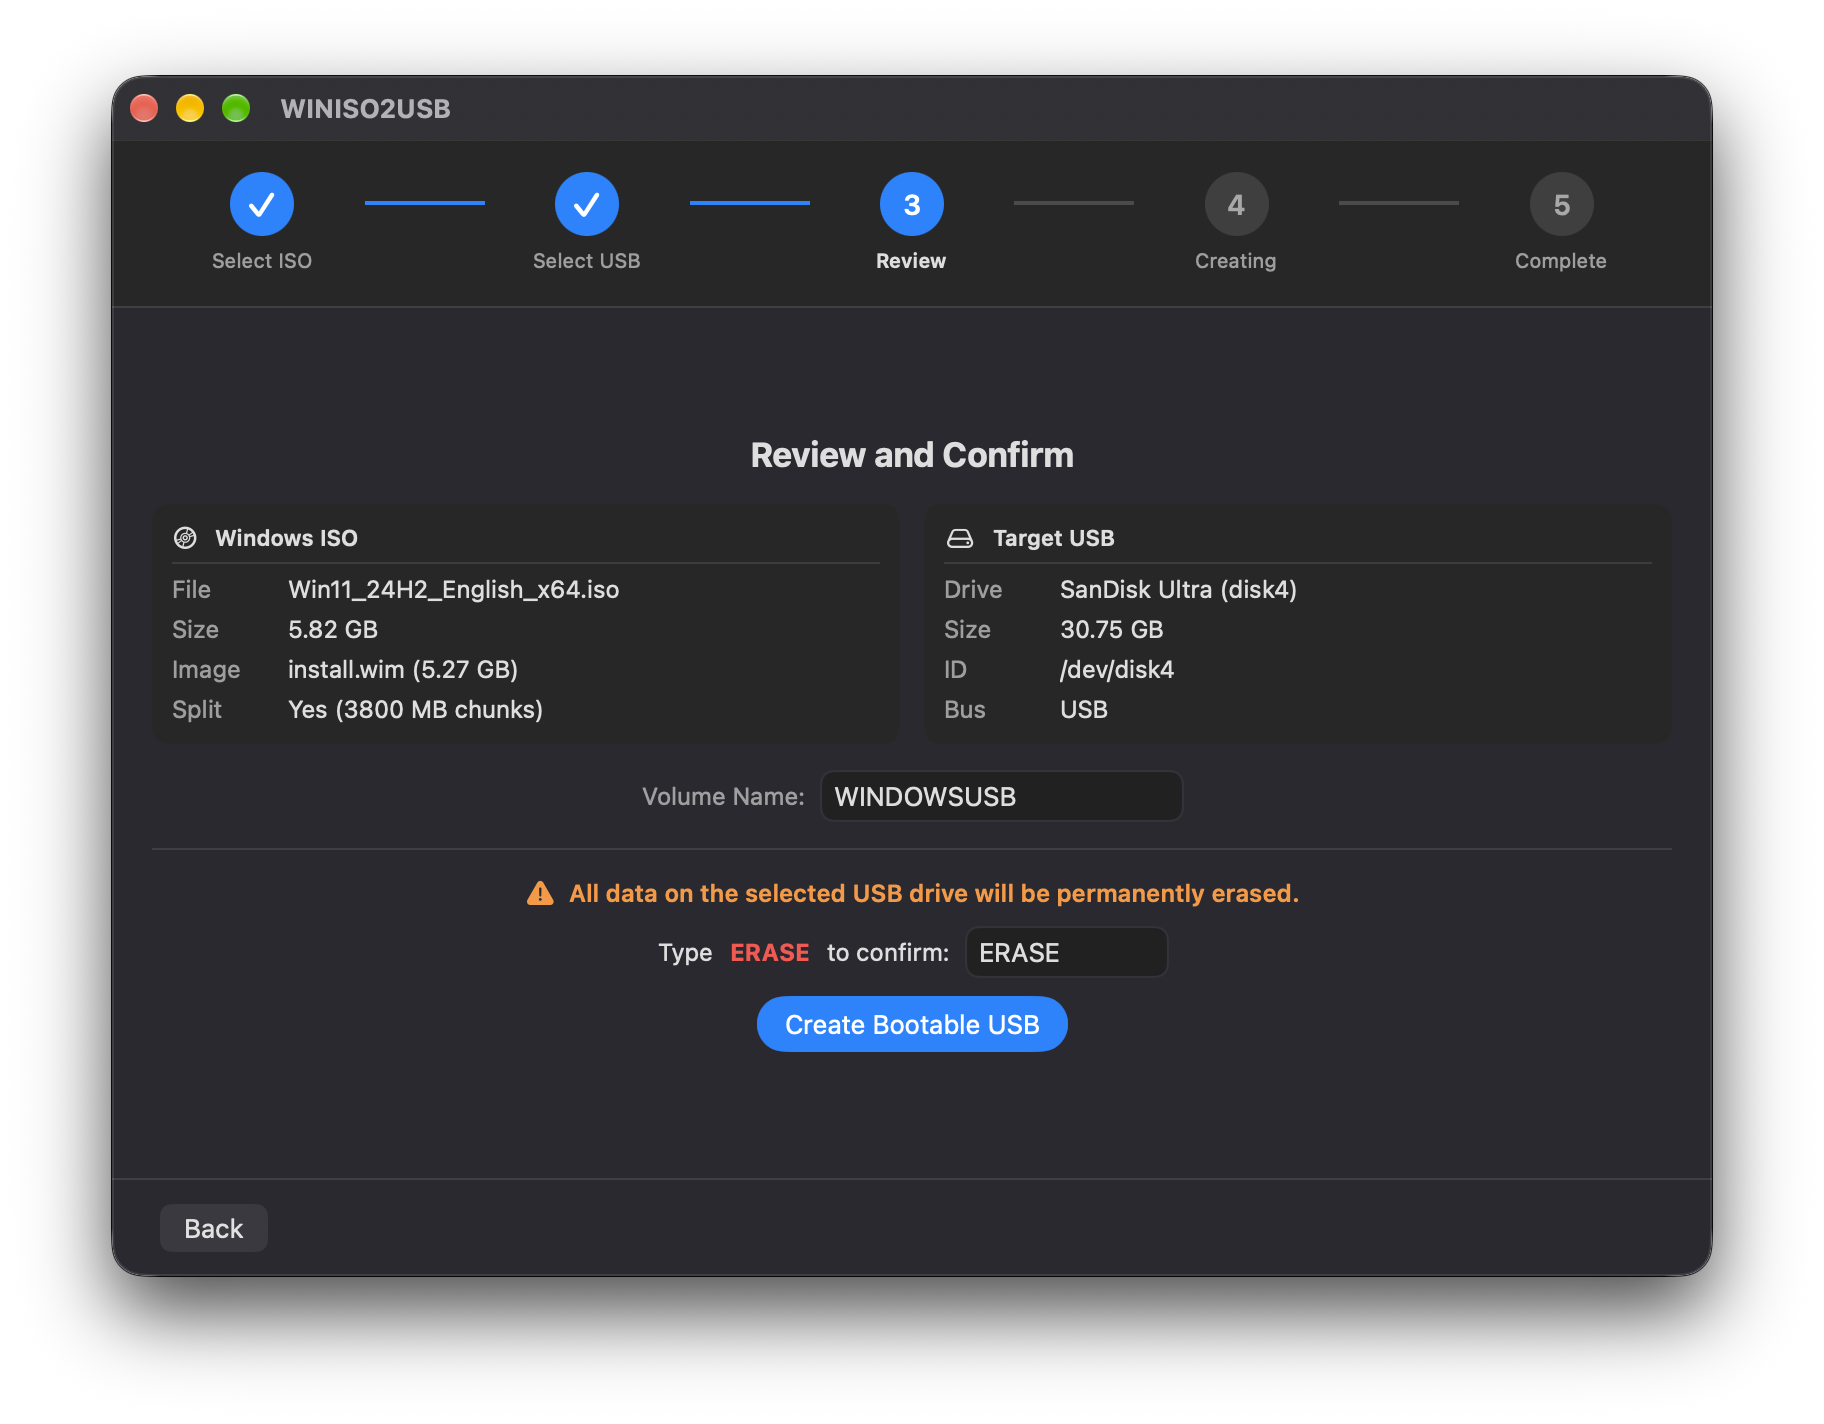 WINISO2USB
3
4
5
Select ISO
Select USB
Review
Creating
Complete
Review and Confirm
Windows ISO
File Win11_24H2_English_x64.iso
Size 5.82 GB
Image install.wim (5.27 GB)
Split Yes (3800 MB chunks)
Target USB
Drive SanDisk Ultra (disk4)
Size 30.75 GB
ID /dev/disk4
Bus USB
Volume Name: WINDOWSUSB
All data on the selected USB drive will be permanently erased.
Type ERASE to confirm: ERASE
Create Bootable USB
Back